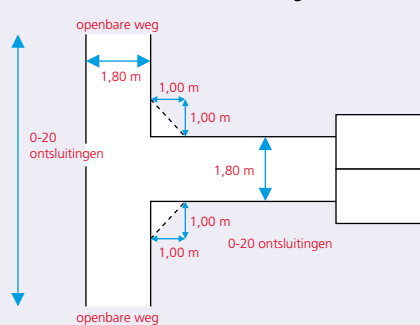 openbare weg
1,80 m
1,00 m
1,00 m
0-20
ontsluitingen
1,80 m
1,00 m
1,00 m
0-20 ontsluitingen
openbare weg